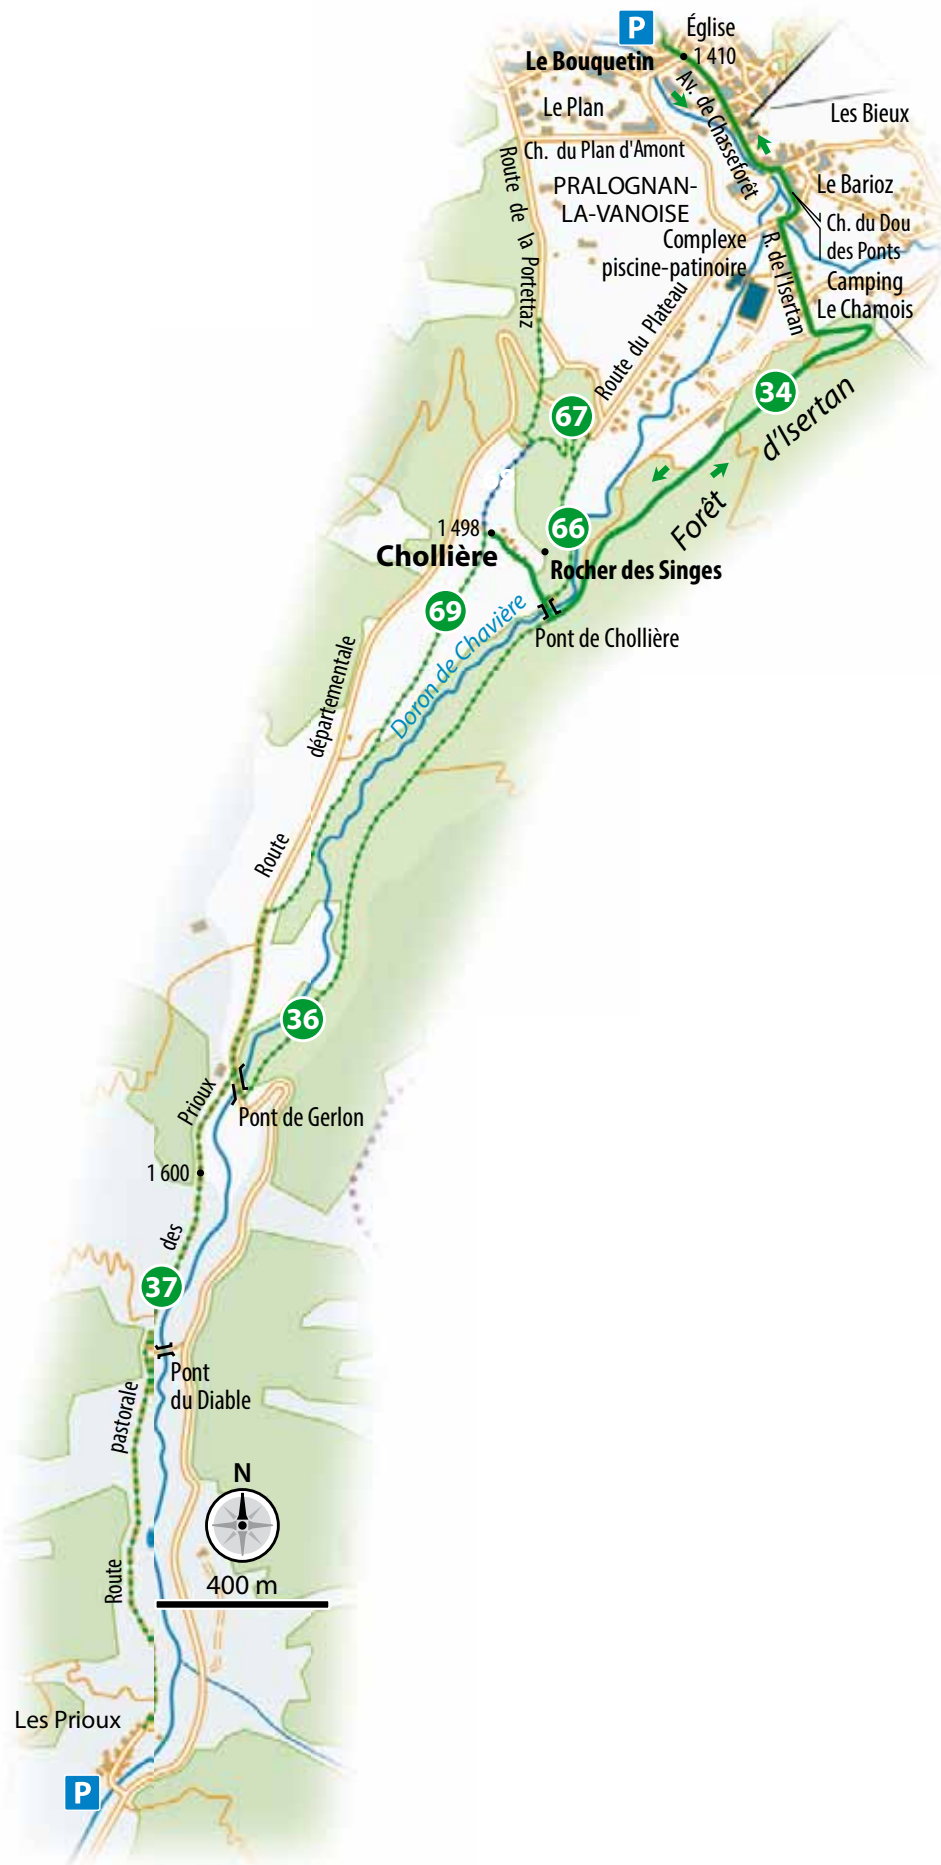 P
Église
1 410
Le Bouquetin
Av. de Chasseforêt
Le Plan
Les Bieux
Ch. du Plan d'Amont
Route de la Portettaz
PRALOGNAN-
LA-VANOISE
Le Barioz
Ch. du Dou
des Ponts
Complexe
piscine-patinoire
R. de l'Isertan
Camping
Le Chamois
Route du Plateau
34
67
Forêt d'Isertan
1 498
66
Chollière
Rocher des Singes
69
Doron de Chavière
Pont de Chollière
Route départementale
36
Pont de Gerlon
1 600
37
Pont
du Diable
Route pastorale des Prioux
N
400 m
Les Prioux
P